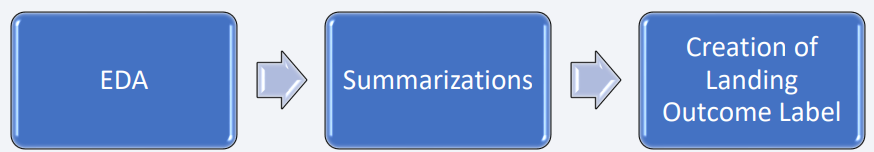 EDA
Summarizations
Creation of
Landing
Outcome Label